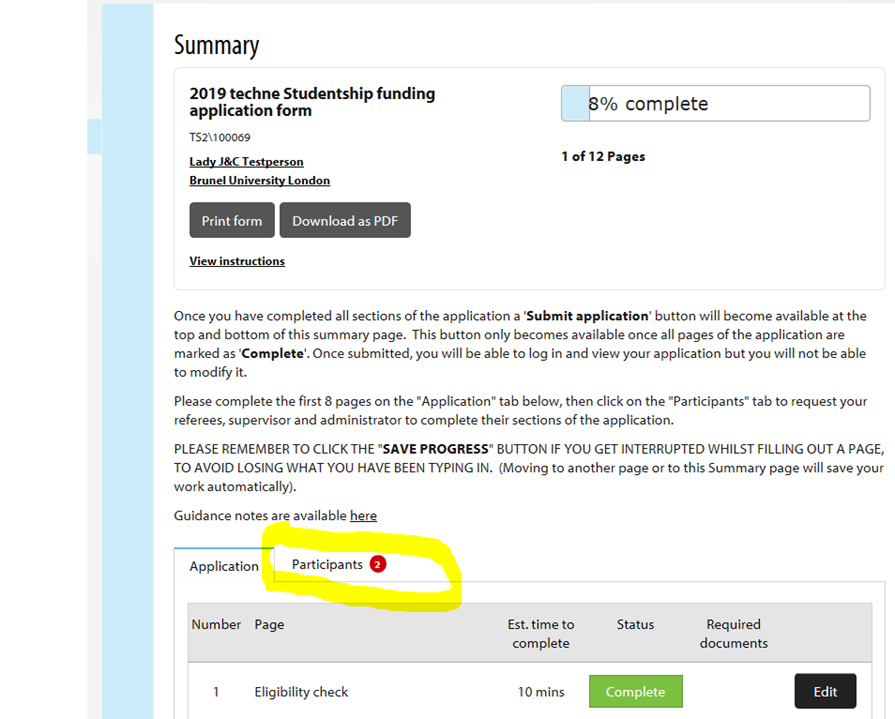 Summary
2019 techne Studentship funding
application form
TS2\100069
Lady J&C Testperson
Brunel University London
Print form
Download as PDF
View instructions
8% complete
1 of 12 Pages
Once you have completed all sections of the application a 'Submit application' button will become available at the
top and bottom of this summary page.  This button only becomes available once all pages of the application are
marked as 'Complete'. Once submitted, you will be able to log in and view your application but you will not be able
to modify it.
Please complete the first 8 pages on the "Application" tab below, then click on the "Participants" tab to request your
referees, supervisor and administrator to complete their sections of the application.
PLEASE REMEMBER TO CLICK THE "SAVE PROGRESS" BUTTON IF YOU GET INTERRUPTED WHILST FILLING OUT A PAGE,
TO AVOID LOSING WHAT YOU HAVE BEEN TYPING IN.  (Moving to another page or to this Summary page will save your
work automatically).
Guidance notes are available here
Application
Participants 2
Number
Page
Est. time to
complete
Status
Required
documents
1
Eligibility check
10 mins
Complete
Edit